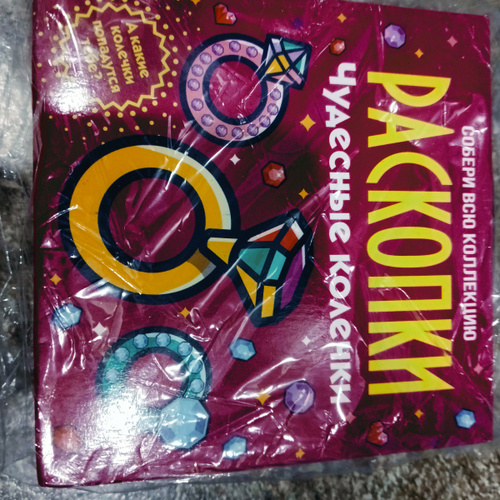 СОБЕРИ ВСЮ КОЛЛЕКЦИЮ
РАСКОПКИ
Чудесные колечки
А какие
колечки
попадутся
тебе?